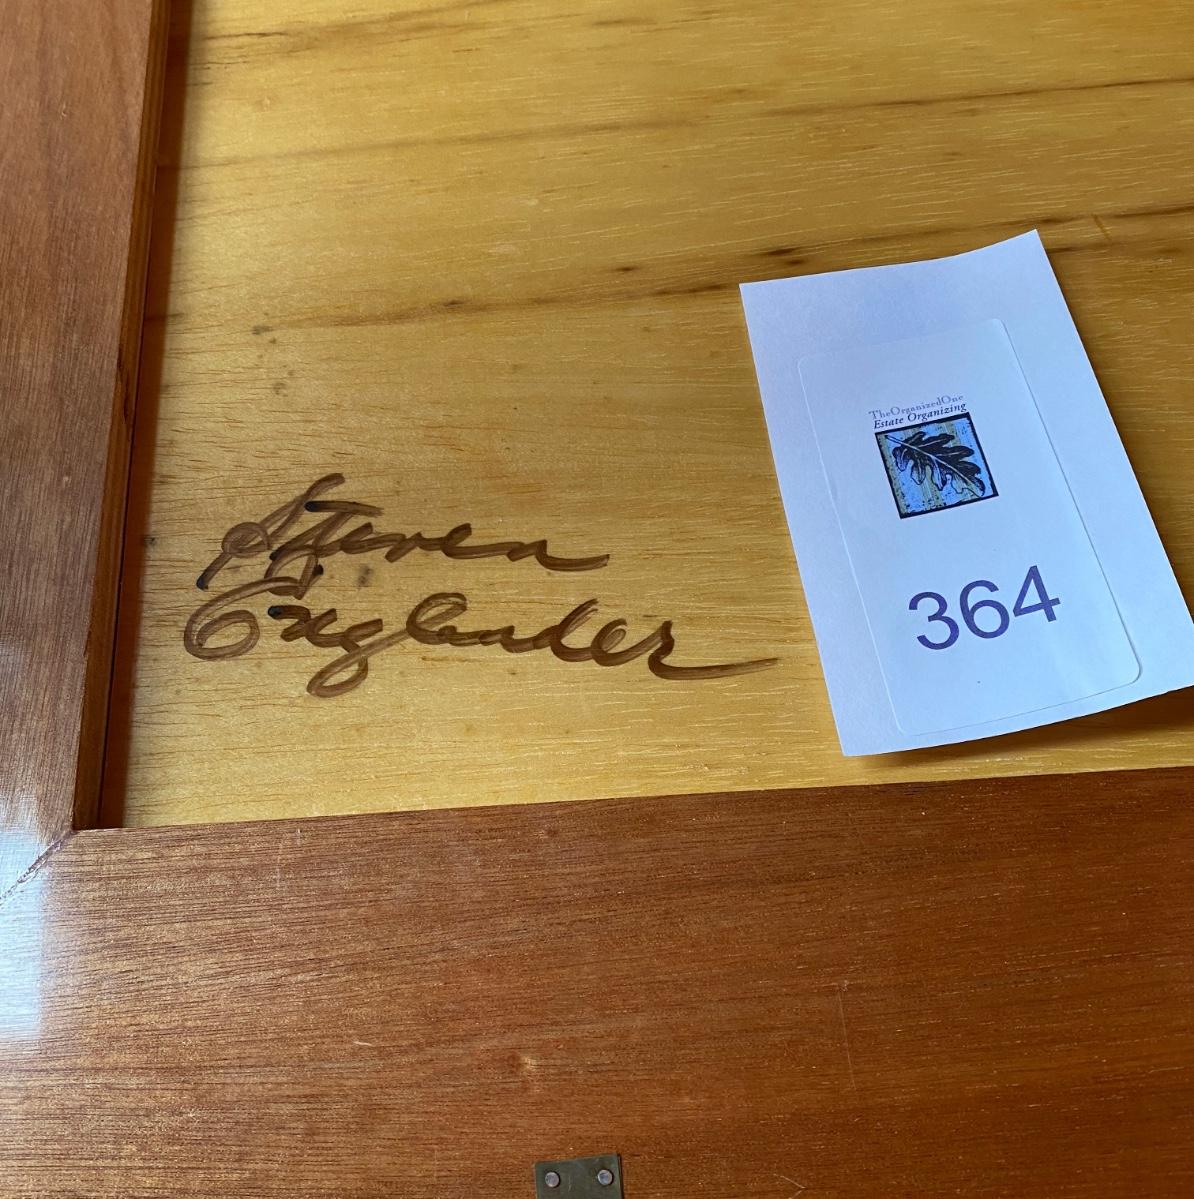 Steven
Englander
TheOrganizedOne
Estate Organizing
364